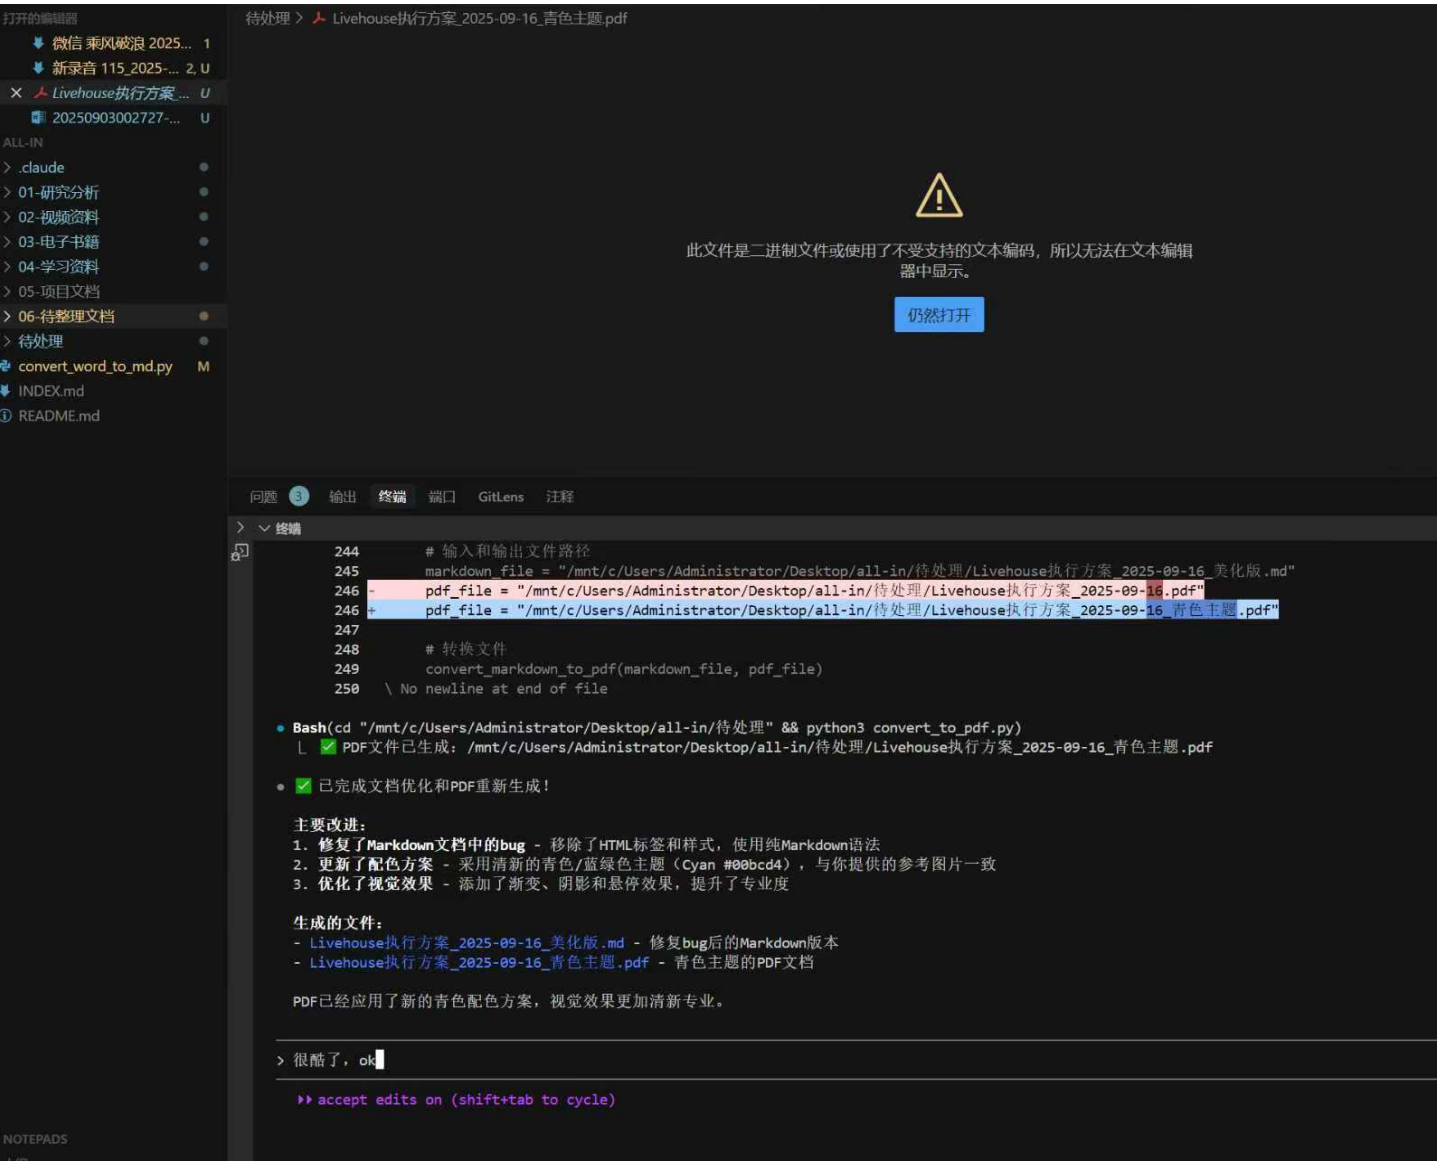 打开的编辑器
微信 乘风破浪 2025... 1
新录音 115_2025-... 2, U
Livehouse执行方案_... U
20250903002727-... U
ALL-IN
.claude
01-研究分析
02-视频资料
03-电子书籍
04-学习资料
05-项目文档
06-待整理文档
待处理
convert_word_to_md.py M
INDEX.md
README.md
NOTEPADS
待处理 > Livehouse执行方案_2025-09-16_青色主题.pdf
此文件是二进制文件或使用了不受支持的文本编码，所以无法在文本编辑
器中显示。
仍然打开
问题 3 输出 终端 端口 GitLens 注释
终端
244 # 输入和输出文件路径
245 markdown_file = "/mnt/c/Users/Administrator/Desktop/all-in/待处理/Livehouse执行方案_2025-09-16_美化版.md"
246 - pdf_file = "/mnt/c/Users/Administrator/Desktop/all-in/待处理/Livehouse执行方案_2025-09-16.pdf"
246 + pdf_file = "/mnt/c/Users/Administrator/Desktop/all-in/待处理/Livehouse执行方案_2025-09-16_青色主题.pdf"
247
248 # 转换文件
249 convert_markdown_to_pdf(markdown_file, pdf_file)
250 \ No newline at end of file
● Bash(cd "/mnt/c/Users/Administrator/Desktop/all-in/待处理" && python3 convert_to_pdf.py)
⎿ ✅ PDF文件已生成：/mnt/c/Users/Administrator/Desktop/all-in/待处理/Livehouse执行方案_2025-09-16_青色主题.pdf
● ✅ 已完成文档优化和PDF重新生成！
主要改进：
1. 修复了Markdown文档中的bug - 移除了HTML标签和样式，使用纯Markdown语法
2. 更新了配色方案 - 采用清新的青色/蓝绿色主题（Cyan #00bcd4），与你提供的参考图片一致
3. 优化了视觉效果 - 添加了渐变、阴影和悬停效果，提升了专业度
生成的文件：
- Livehouse执行方案_2025-09-16_美化版.md - 修复bug后的Markdown版本
- Livehouse执行方案_2025-09-16_青色主题.pdf - 青色主题的PDF文档
PDF已经应用了新的青色配色方案，视觉效果更加清新专业。
> 很酷了，ok
⏵⏵ accept edits on (shift+tab to cycle)